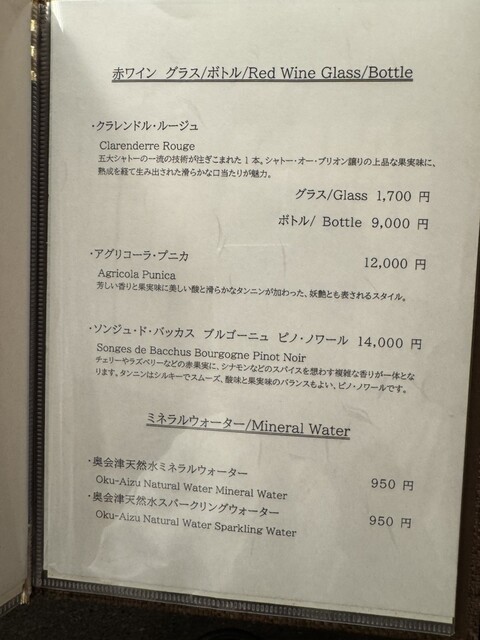 赤ワイン グラス/ボトル/Red Wine Glass/Bottle
・クラレンドル・ルージュ
Clarenderre Rouge
五大シャトーの一流の技術が注ぎこまれた1本。シャトー・オー・ブリオン譲りの上品な果実味に、
熟成を経て生み出された滑らかな口当たりが魅力。
グラス/Glass 1,700 円
ボトル/ Bottle 9,000 円
・アグリコーラ・プニカ 12,000 円
Agricola Punica
芳しい香りと果実味に美しい酸と滑らかなタンニンが加わった、妖艶とも表されるスタイル。
・ソンジュ・ド・バッカス ブルゴーニュ ピノ・ノワール 14,000 円
Songes de Bacchus Bourgogne Pinot Noir
チェリーやラズベリーなどの赤果実に、シナモンなどのスパイスを想わす複雑な香りが一体とな
ります。タンニンはシルキーでスムーズ、酸味と果実味のバランスもよい、ピノ・ノワールです。
ミネラルウォーター/Mineral Water
・奥会津天然水ミネラルウォーター 950 円
Oku-Aizu Natural Water Mineral Water
・奥会津天然水スパークリングウォーター 950 円
Oku-Aizu Natural Water Sparkling Water